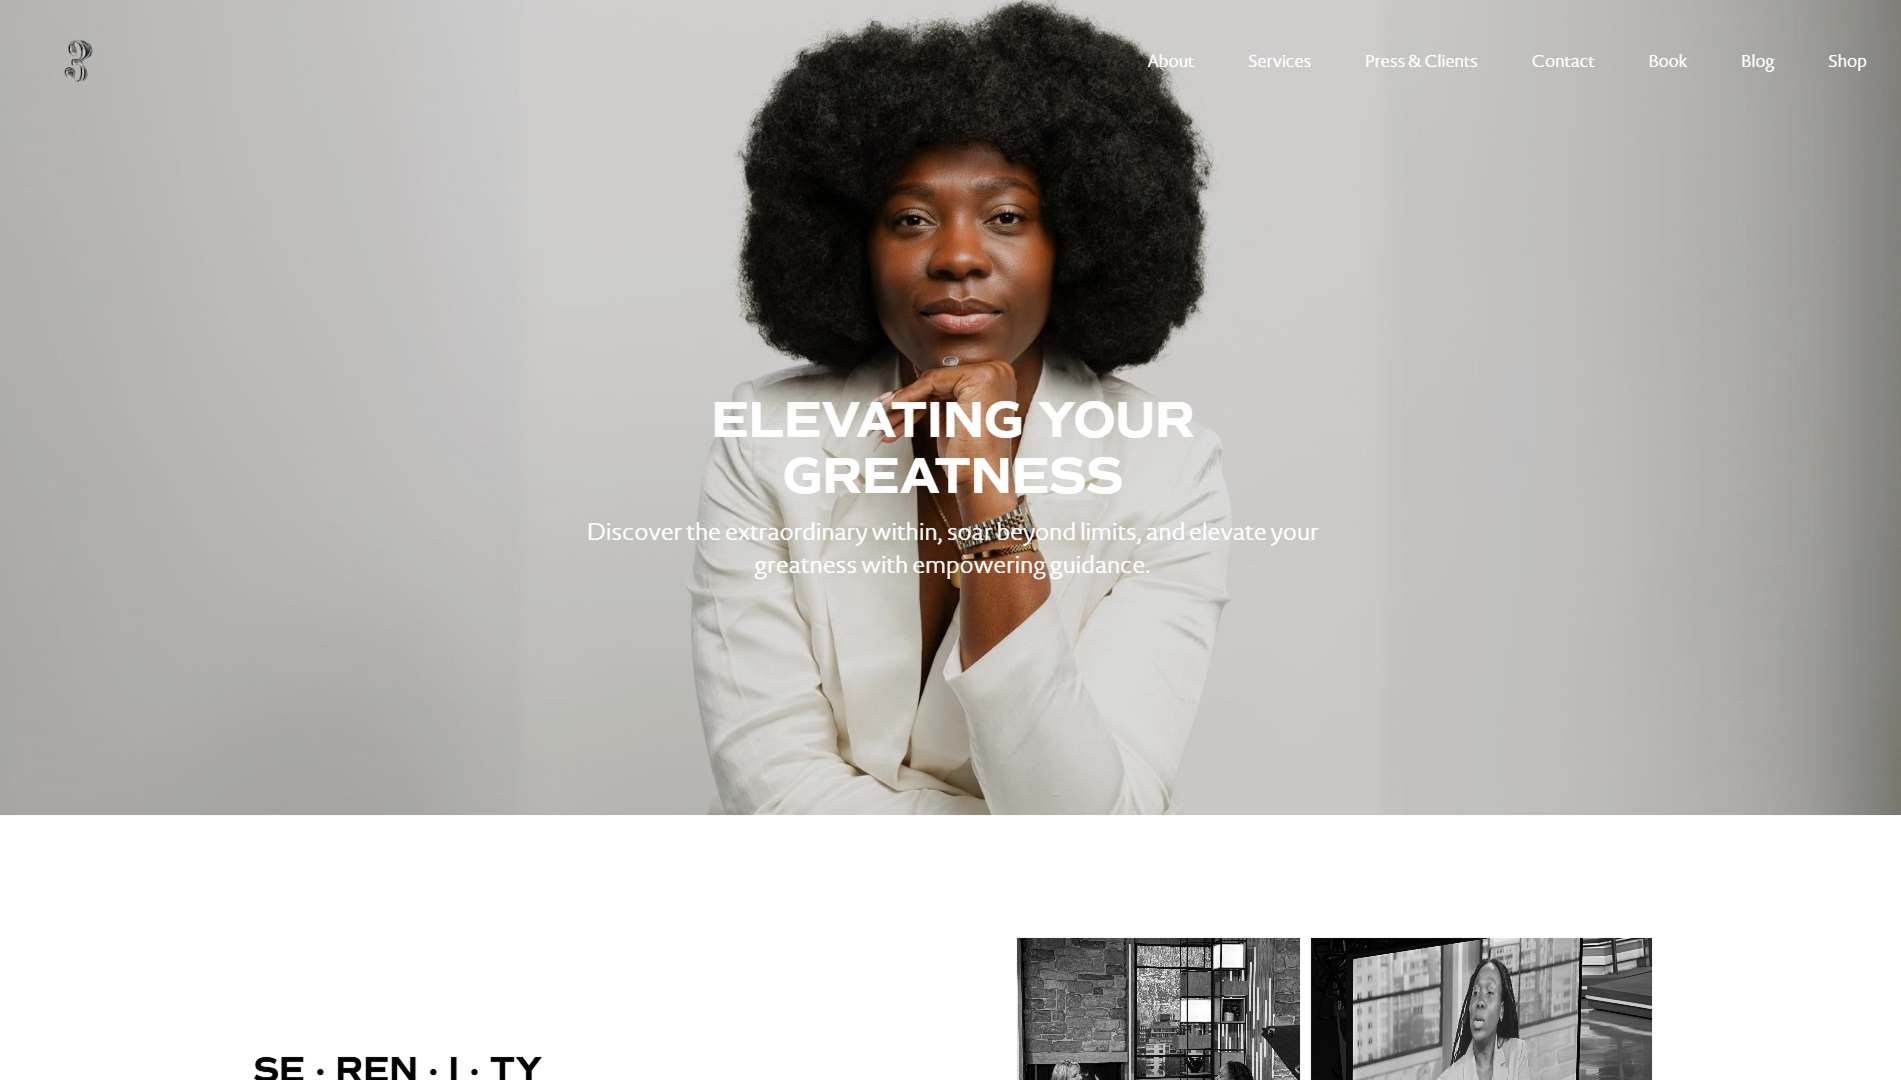 3
About Services Press & Clients Contact Book Blog Shop
ELEVATING YOUR
GREATNESS
Discover the extraordinary within, soar beyond limits, and elevate your
greatness with empowering guidance.
SE · REN · I · TY